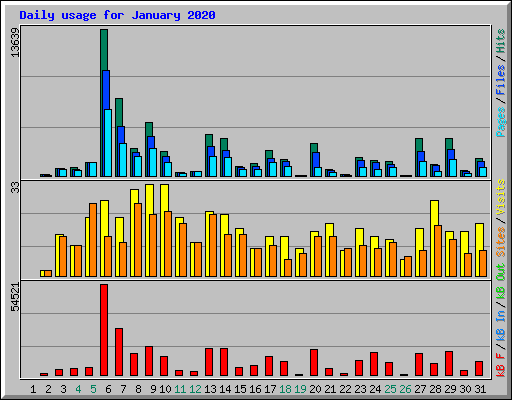 Daily usage for January 2020
13639
Pages / Files / Hits
33
Sites / Visits
54521
kB F / kB In / kB Out
1 2 3 4 5 6 7 8 9 10 11 12 13 14 15 16 17 18 19 20 21 22 23 24 25 26 27 28 29 30 31